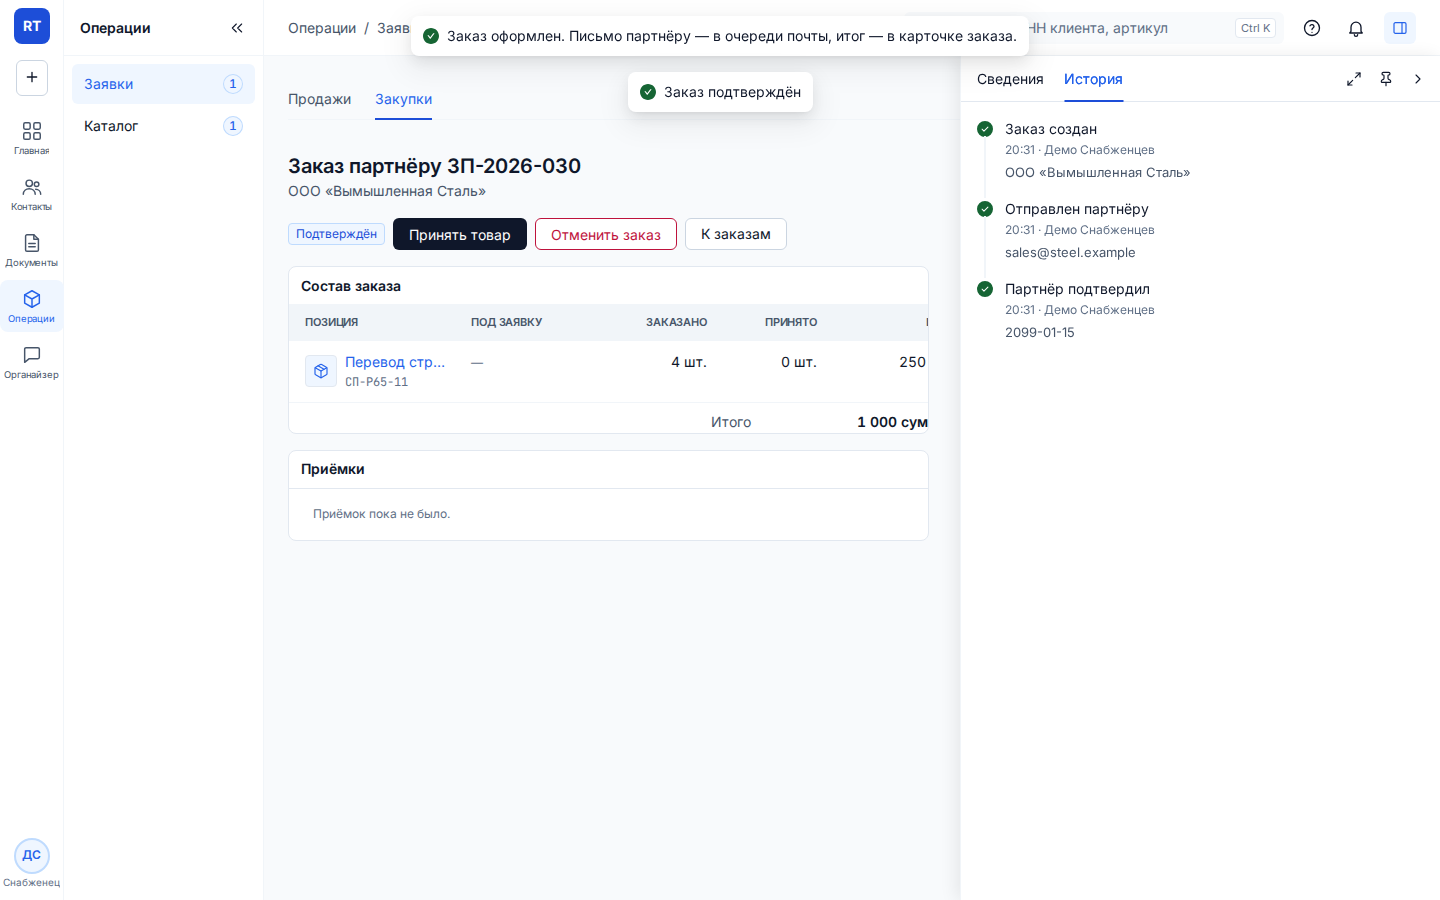 RT
Операции
Операции / Заяв
Заказ оформлен. Письмо партнёру — в очереди почты, итог — в карточке заказа.
НН клиента, артикул
Ctrl K
Заявки 1
Каталог 1
Главная
Контакты
Документы
Операции
Органайзер
ДС
Снабженец
Продажи Закупки
Заказ подтверждён
Заказ партнёру ЗП-2026-030
ООО «Вымышленная Сталь»
Подтверждён Принять товар Отменить заказ К заказам
Состав заказа
ПОЗИЦИЯ ПОД ЗАЯВКУ ЗАКАЗАНО ПРИНЯТО
Перевод стр... — 4 шт. 0 шт. 250
СП-Р65-11
Итого 1 000 сум
Приёмки
Приёмок пока не было.
Сведения История
Заказ создан
20:31 · Демо Снабженцев
ООО «Вымышленная Сталь»
Отправлен партнёру
20:31 · Демо Снабженцев
sales@steel.example
Партнёр подтвердил
20:31 · Демо Снабженцев
2099-01-15